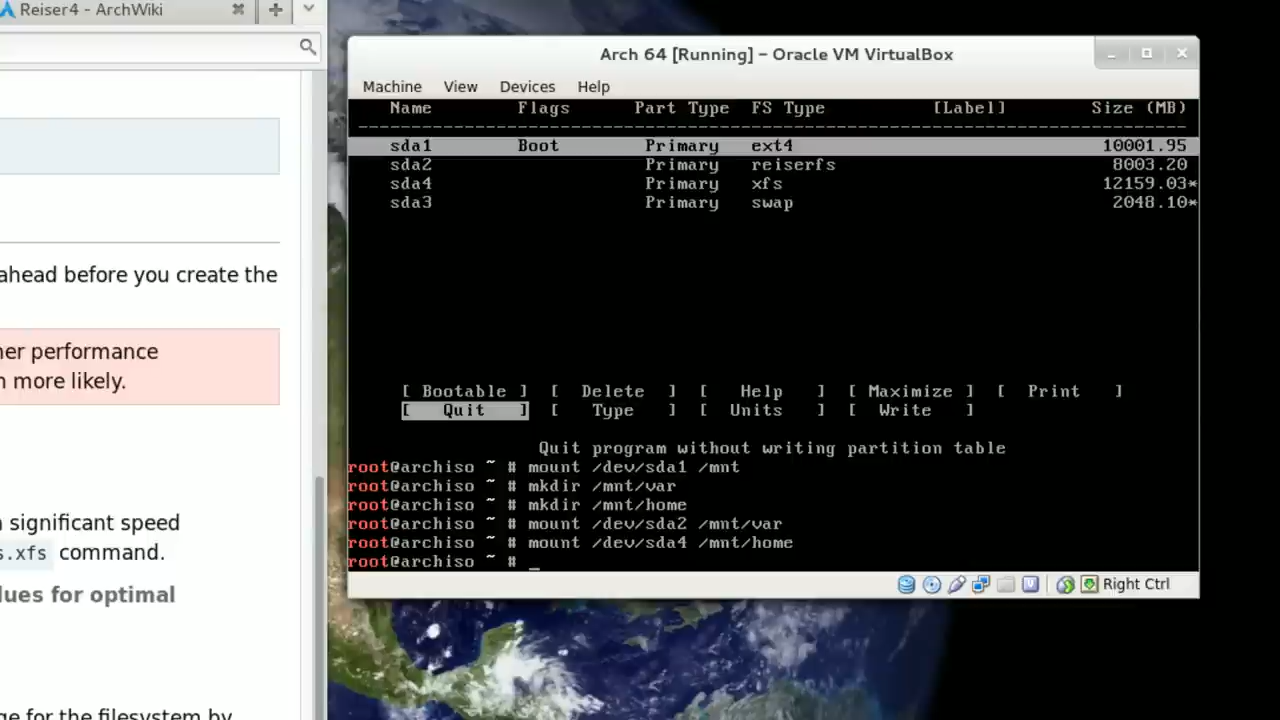 Reiser4 - ArchWiki
ahead before you create the
her performance
more likely.
significant speed
s.xfs command.
lues for optimal
ge for the filesystem by
Arch 64 [Running] - Oracle VM VirtualBox
Machine View Devices Help
Name Flags Part Type FS Type [Label] Size (MB)
------------------------------------------------------------------------------
sda1 Boot Primary ext4 10001.95
sda2 Primary reiserfs 8003.20
sda4 Primary xfs 12159.03*
sda3 Primary swap 2048.10*
[ Bootable ] [ Delete ] [ Help ] [ Maximize ] [ Print ]
[ Quit ] [ Type ] [ Units ] [ Write ]
Quit program without writing partition table
root@archiso ~ # mount /dev/sda1 /mnt
root@archiso ~ # mkdir /mnt/var
root@archiso ~ # mkdir /mnt/home
root@archiso ~ # mount /dev/sda2 /mnt/var
root@archiso ~ # mount /dev/sda4 /mnt/home
root@archiso ~ # _
Right Ctrl